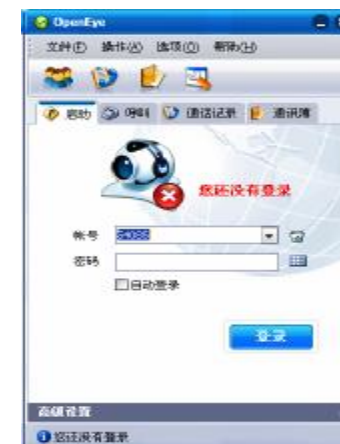 OpenEye
文件(F) 操作(A) 选项(O) 帮助(H)
启动 呼叫 通话记录 通讯簿
您还没有登录
帐号
密码
自动登录
登录
高级设置
您还没有登录